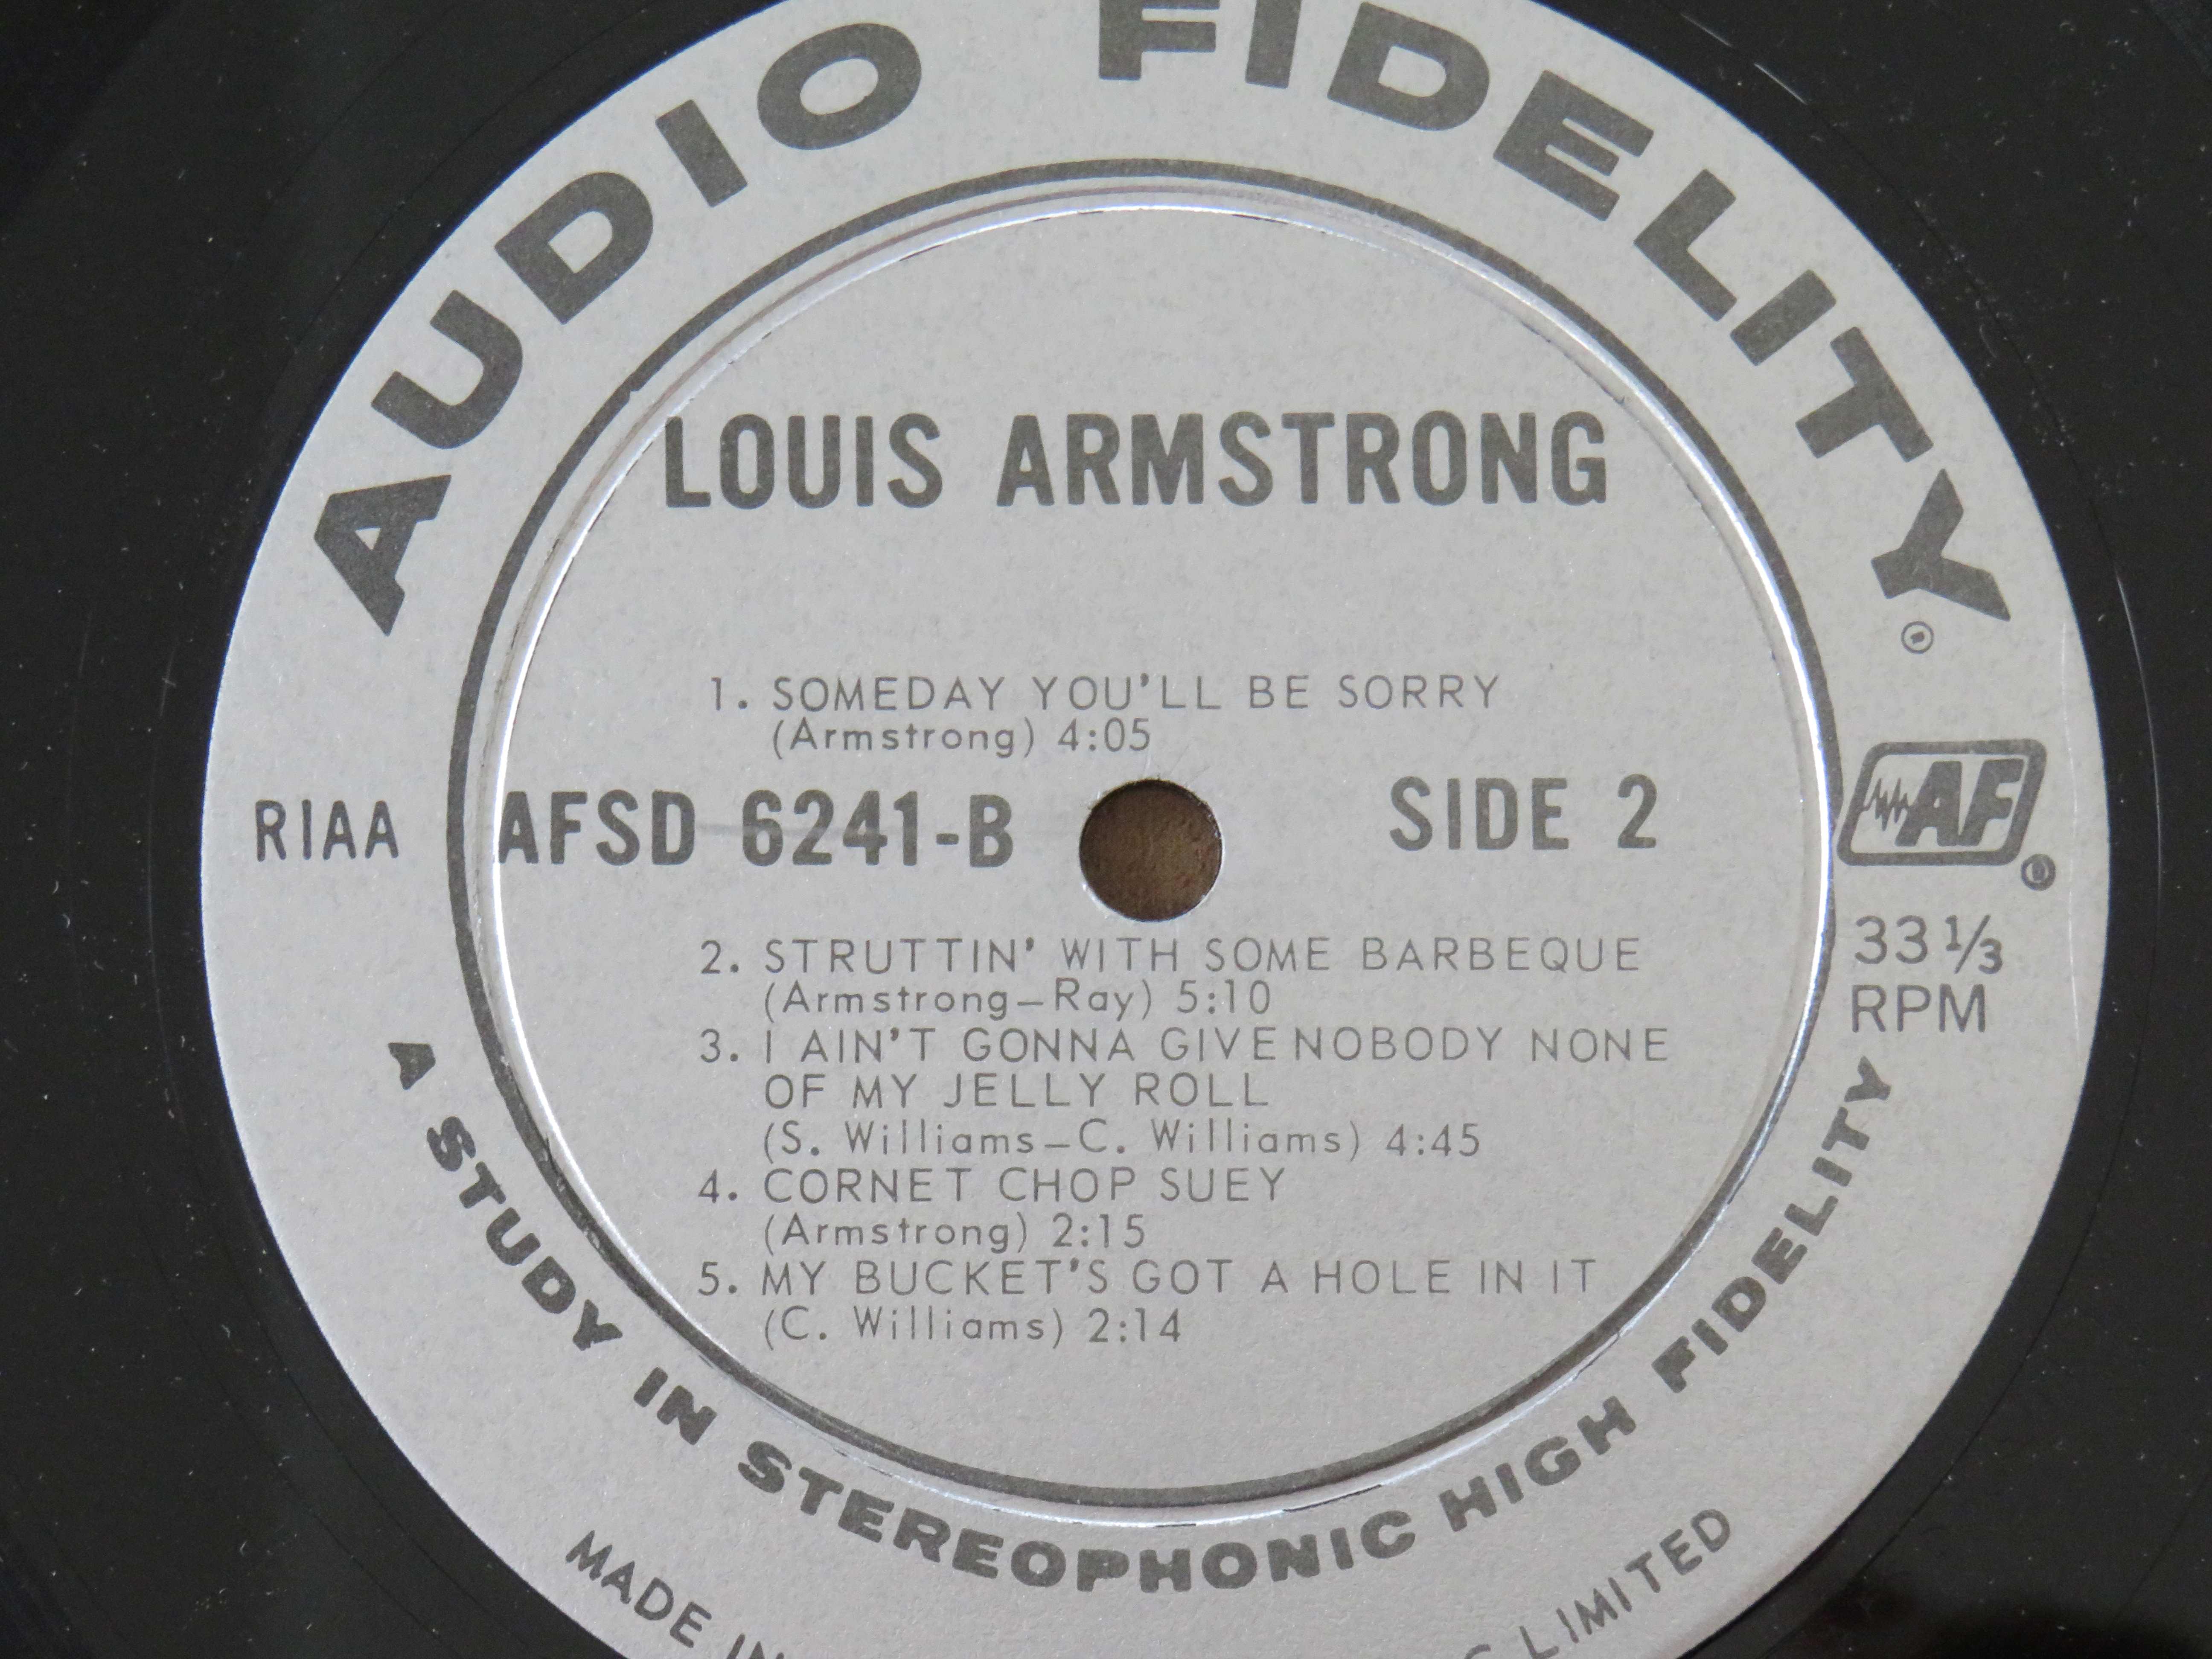 AUDIO FIDELITY
LOUIS ARMSTRONG
1. SOMEDAY YOU'LL BE SORRY
(Armstrong) 4:05
RIAA
AFSD 6241-B
SIDE 2
AF
®
33 1/3
RPM
2. STRUTTIN' WITH SOME BARBEQUE
(Armstrong–Ray) 5:10
3. I AIN'T GONNA GIVE NOBODY NONE
OF MY JELLY ROLL
(S. Williams–C. Williams) 4:45
4. CORNET CHOP SUEY
(Armstrong) 2:15
5. MY BUCKET'S GOT A HOLE IN IT
(C. Williams) 2:14
A STUDY IN STEREOPHONIC HIGH FIDELITY
MADE IN
LIMITED